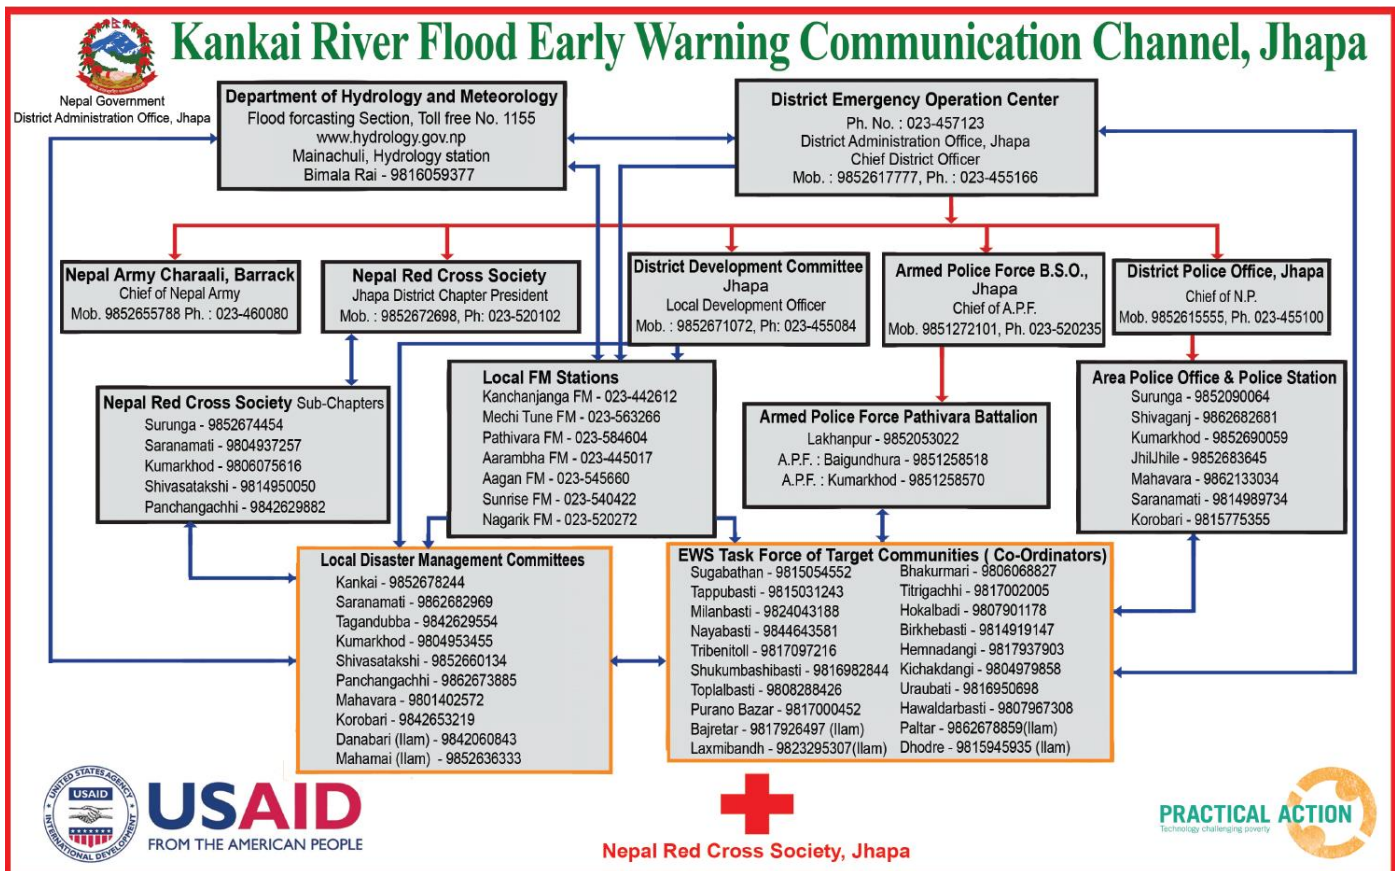 Kankai River Flood Early Warning Communication Channel, Jhapa
Nepal Government
District Administration Office, Jhapa
Department of Hydrology and Meteorology
Flood forcasting Section, Toll free No. 1155
www.hydrology.gov.np
Mainachuli, Hydrology station
Bimala Rai - 9816059377
District Emergency Operation Center
Ph. No. : 023-457123
District Administration Office, Jhapa
Chief District Officer
Mob. : 9852617777, Ph. : 023-455166
Nepal Army Charaali, Barrack
Chief of Nepal Army
Mob. 9852655788 Ph. : 023-460080
Nepal Red Cross Society
Jhapa District Chapter President
Mob. : 9852672698, Ph: 023-520102
District Development Committee
Jhapa
Local Development Officer
Mob. : 9852671072, Ph: 023-455084
Armed Police Force B.S.O.,
Jhapa
Chief of A.P.F.
Mob. 9851272101, Ph. 023-520235
District Police Office, Jhapa
Chief of N.P.
Mob. 9852615555, Ph. 023-455100
Nepal Red Cross Society Sub-Chapters
Surunga - 9852674454
Saranamati - 9804937257
Kumarkhod - 9806075616
Shivasatakshi - 9814950050
Panchangachhi - 9842629882
Local FM Stations
Kanchanjanga FM - 023-442612
Mechi Tune FM - 023-563266
Pathivara FM - 023-584604
Aarambha FM - 023-445017
Aagan FM - 023-545660
Sunrise FM - 023-540422
Nagarik FM - 023-520272
Armed Police Force Pathivara Battalion
Lakhanpur - 9852053022
A.P.F. : Baigundhura - 9851258518
A.P.F. : Kumarkhod - 9851258570
Area Police Office & Police Station
Surunga - 9852090064
Shivaganj - 9862682681
Kumarkhod - 9852690059
JhilJhile - 9852683645
Mahavara - 9862133034
Saranamati - 9814989734
Korobari - 9815775355
Local Disaster Management Committees
Kankai - 9852678244
Saranamati - 9862682969
Tagandubba - 9842629554
Kumarkhod - 9804953455
Shivasatakshi - 9852660134
Panchangachhi - 9862673885
Mahavara - 9801402572
Korobari - 9842653219
Danabari (Ilam) - 9842060843
Mahamai (Ilam) - 9852636333
EWS Task Force of Target Communities ( Co-Ordinators)
Sugabathan - 9815054552
Tappubasti - 9815031243
Milanbasti - 9824043188
Nayabasti - 9844643581
Tribenitoll - 9817097216
Shukumbashibasti - 9816982844
Toplalbasti - 9808288426
Purano Bazar - 9817000452
Bajretar - 9817926497 (Ilam)
Laxmibandh - 9823295307(Ilam)
Bhakurmari - 9806068827
Titrigachhi - 9817002005
Hokalbadi - 9807901178
Birkhebasti - 9814919147
Hemnadangi - 9817937903
Kichakdangi - 9804979858
Uraubati - 9816950698
Hawaldarbasti - 9807967308
Paltar - 9862678859(Ilam)
Dhodre - 9815945935 (Ilam)
UNITED STATES AGENCY
USAID
INTERNATIONAL DEVELOPMENT
USAID
FROM THE AMERICAN PEOPLE
Nepal Red Cross Society, Jhapa
PRACTICAL ACTION
Technology challenging poverty